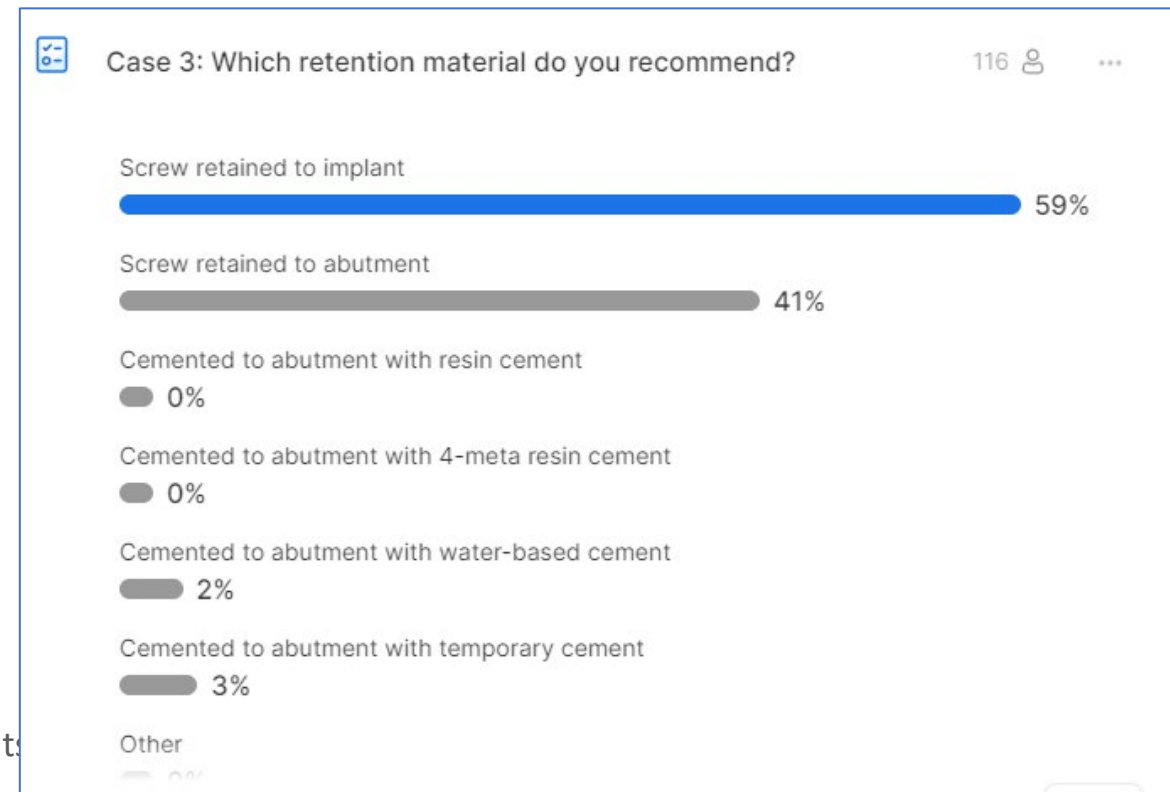 Case 3: Which retention material do you recommend? 116
Screw retained to implant
59%
Screw retained to abutment
41%
Cemented to abutment with resin cement
0%
Cemented to abutment with 4-meta resin cement
0%
Cemented to abutment with water-based cement
2%
Cemented to abutment with temporary cement
3%
Other